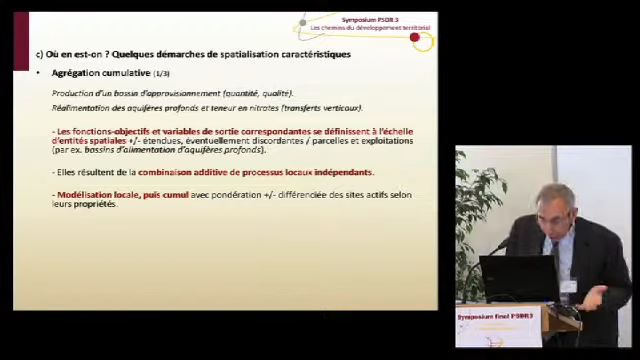 Symposium PSDR 3
Les chemins du développement territorial
c) Où en est-on ? Quelques démarches de spatialisation caractéristiques
• Agrégation cumulative (1/3)
Production d'un bassin d'approvisionnement (quantité, qualité).
Réalimentation des aquifères profonds et teneur en nitrates (transferts verticaux).
- Les fonctions-objectifs et variables de sortie correspondantes se définissent à l'échelle
d'entités spatiales +/- étendues, éventuellement discordantes / parcelles et exploitations
(par ex. bassins d'alimentation d'aquifères profonds).
- Elles résultent de la combinaison additive de processus locaux indépendants.
- Modélisation locale, puis cumul avec pondération +/- différenciée des sites actifs selon
leurs propriétés.
Symposium final PSDR3